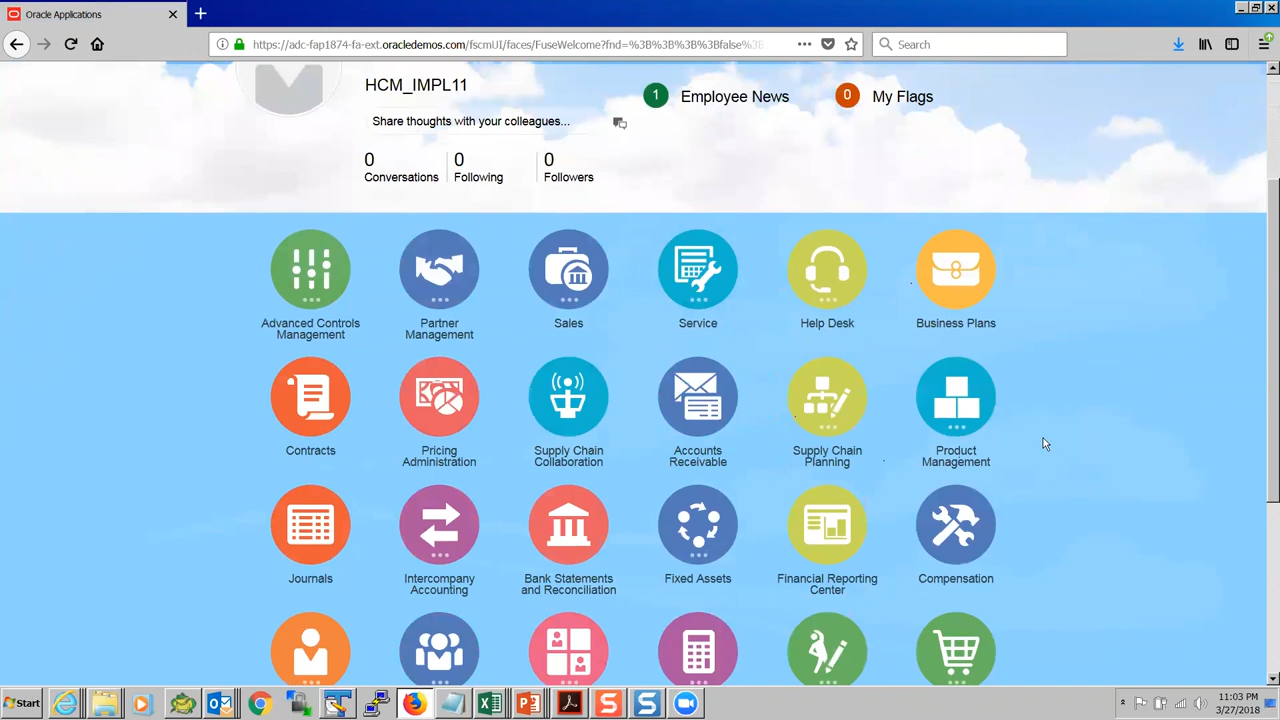 Oracle Applications
https://adc-fap1874-fa-ext.oracledemos.com/fscmUI/faces/FuseWelcome?fnd=%3B%3B%3B%3Bfalse%3B
Search
HCM_IMPL11
1 Employee News
0 My Flags
Share thoughts with your colleagues...
0 0 0
Conversations Following Followers
Advanced Controls
Management
Partner
Management
Sales
Service
Help Desk
Business Plans
Contracts
Pricing
Administration
Supply Chain
Collaboration
Accounts
Receivable
Supply Chain
Planning
Product
Management
Journals
Intercompany
Accounting
Bank Statements
and Reconciliation
Fixed Assets
Financial Reporting
Center
Compensation
Start
11:03 PM
3/27/2018